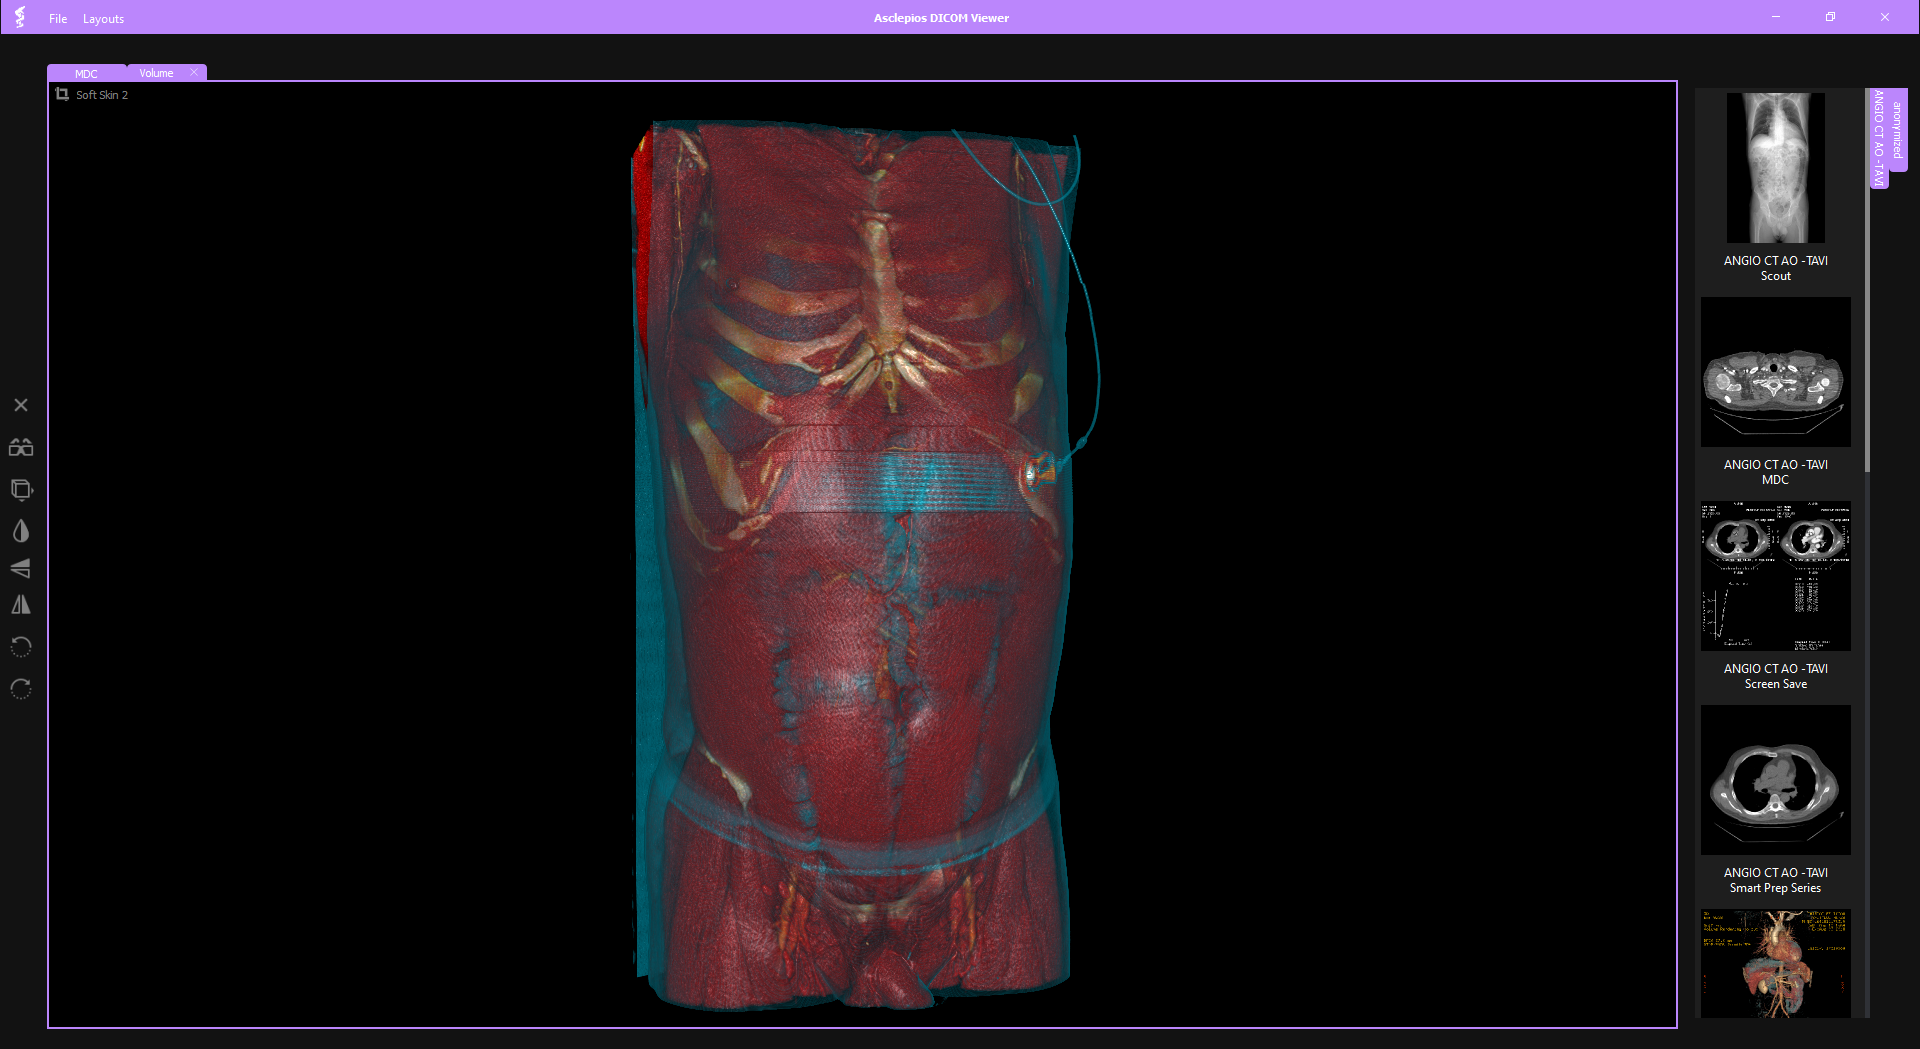 File
Layouts
Asclepios DICOM Viewer
MDC
Volume
Soft Skin 2
anonymized
ANGIO CT AO -TAVI
ANGIO CT AO -TAVI
Scout
ANGIO CT AO -TAVI
MDC
ANGIO CT AO -TAVI
Screen Save
ANGIO CT AO -TAVI
Smart Prep Series